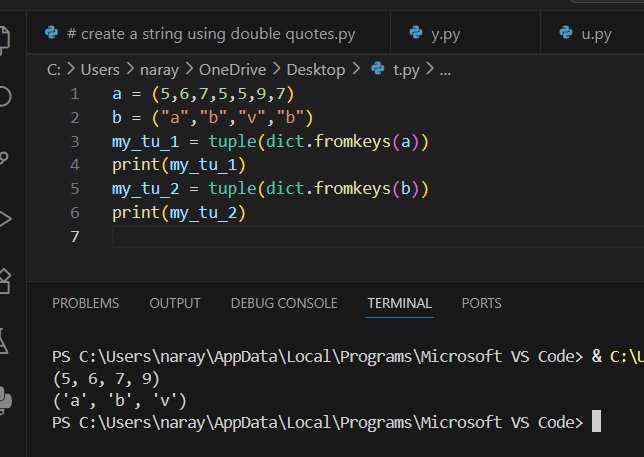 # create a string using double quotes.py y.py u.py
C: > Users > naray > OneDrive > Desktop > t.py > ...
1 a = (5,6,7,5,5,9,7)
2 b = ("a","b","v","b")
3 my_tu_1 = tuple(dict.fromkeys(a))
4 print(my_tu_1)
5 my_tu_2 = tuple(dict.fromkeys(b))
6 print(my_tu_2)
7
PROBLEMS OUTPUT DEBUG CONSOLE TERMINAL PORTS
PS C:\Users\naray\AppData\Local\Programs\Microsoft VS Code> & C:\U
(5, 6, 7, 9)
('a', 'b', 'v')
PS C:\Users\naray\AppData\Local\Programs\Microsoft VS Code>